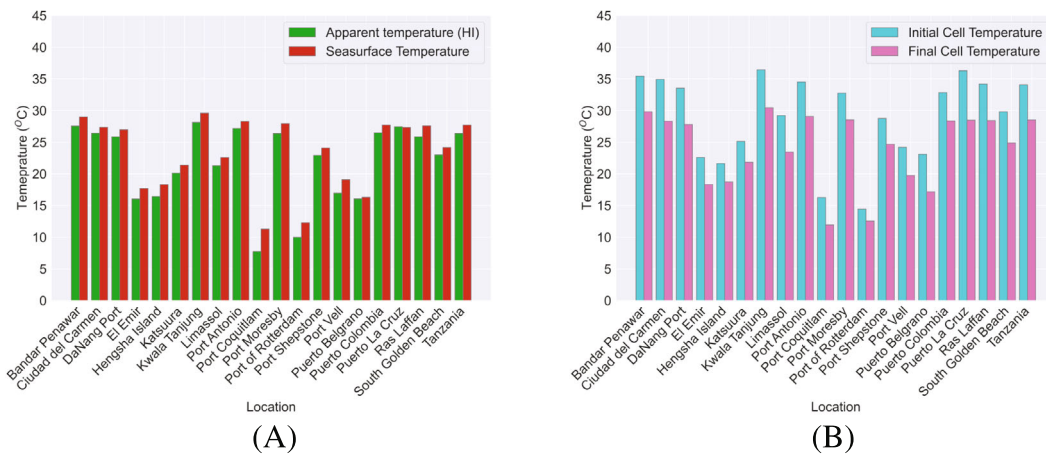 45
40
35
30
25
20
15
10
5
0
Temeprature (°C)
Apparent temperature (HI)
Seasurface Temperature
Bandar Penawar
Ciudad del Carmen
DaNang Port
El Emir
Hengsha Island
Katsuura
Kwala Tanjung
Limassol
Port Antonio
Port Coquitlam
Port Moresby
Port of Rotterdam
Port Shepstone
Port Vell
Puerto Belgrano
Puerto Colombia
Puerto La Cruz
Ras Laffan
South Golden Beach
Tanzania
Location
(A)
45
40
35
30
25
20
15
10
5
0
Temeprature (°C)
Initial Cell Temperature
Final Cell Temperature
Bandar Penawar
Ciudad del Carmen
DaNang Port
El Emir
Hengsha Island
Katsuura
Kwala Tanjung
Limassol
Port Antonio
Port Coquitlam
Port Moresby
Port of Rotterdam
Port Shepstone
Port Vell
Puerto Belgrano
Puerto Colombia
Puerto La Cruz
Ras Laffan
South Golden Beach
Tanzania
Location
(B)